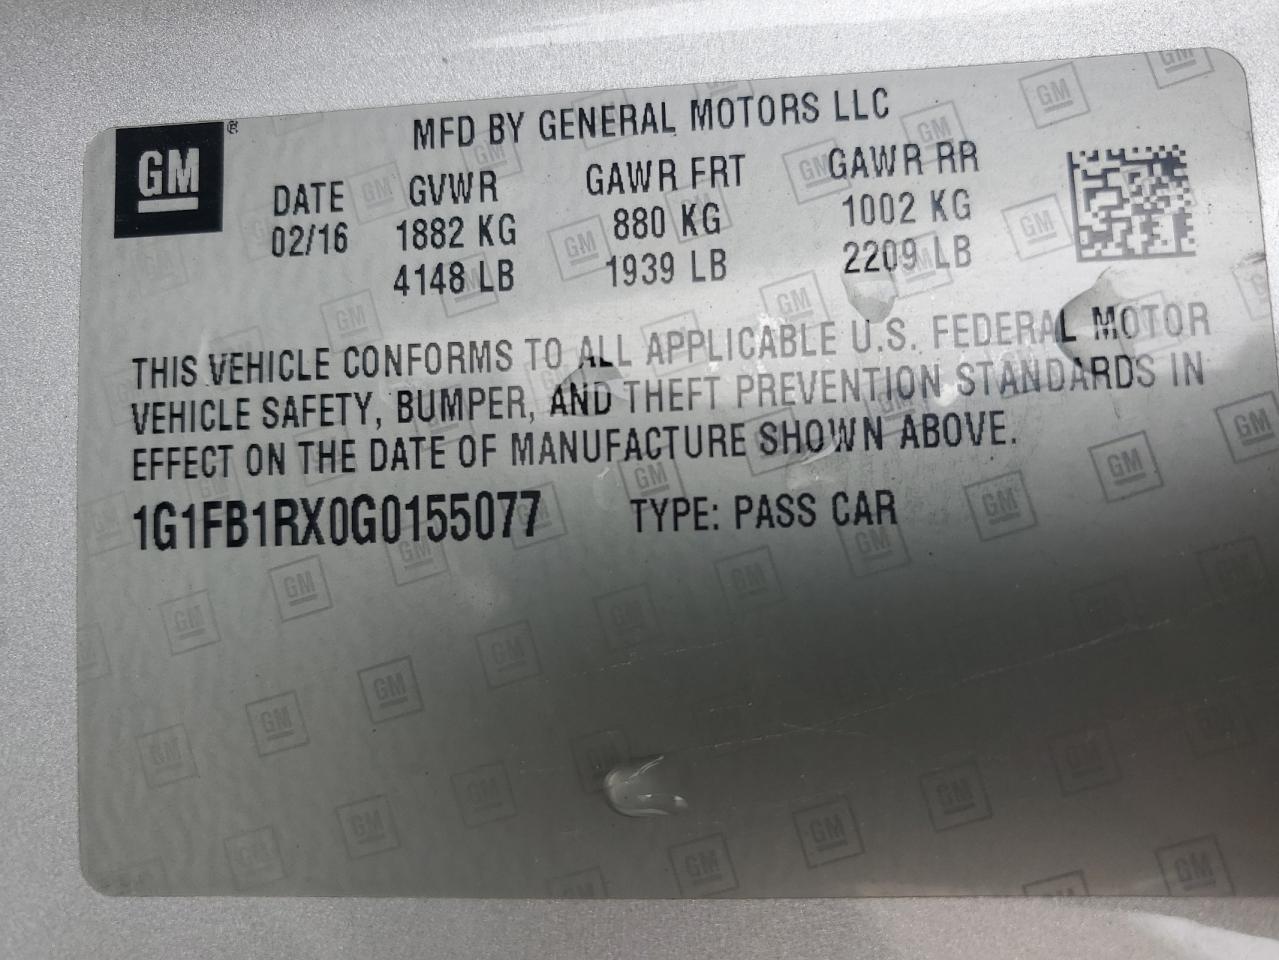 GM®
MFD BY GENERAL MOTORS LLC
DATE GVWR GAWR FRT GAWR RR
02/16 1882 KG 880 KG 1002 KG
4148 LB 1939 LB 2209 LB
THIS VEHICLE CONFORMS TO ALL APPLICABLE U.S. FEDERAL MOTOR
VEHICLE SAFETY, BUMPER, AND THEFT PREVENTION STANDARDS IN
EFFECT ON THE DATE OF MANUFACTURE SHOWN ABOVE.
1G1FB1RX0G0155077 TYPE: PASS CAR